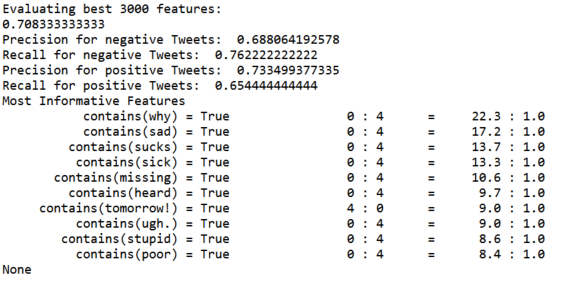 Evaluating best 3000 features:
0.708333333333
Precision for negative Tweets:  0.688064192578
Recall for negative Tweets:  0.762222222222
Precision for positive Tweets:  0.733499377335
Recall for positive Tweets:  0.654444444444
Most Informative Features
contains(why) = True 0 : 4 = 22.3 : 1.0
contains(sad) = True 0 : 4 = 17.2 : 1.0
contains(sucks) = True 0 : 4 = 13.7 : 1.0
contains(sick) = True 0 : 4 = 13.3 : 1.0
contains(missing) = True 0 : 4 = 10.6 : 1.0
contains(heard) = True 0 : 4 = 9.7 : 1.0
contains(tomorrow!) = True 4 : 0 = 9.0 : 1.0
contains(ugh.) = True 0 : 4 = 9.0 : 1.0
contains(stupid) = True 0 : 4 = 8.6 : 1.0
contains(poor) = True 0 : 4 = 8.4 : 1.0
None